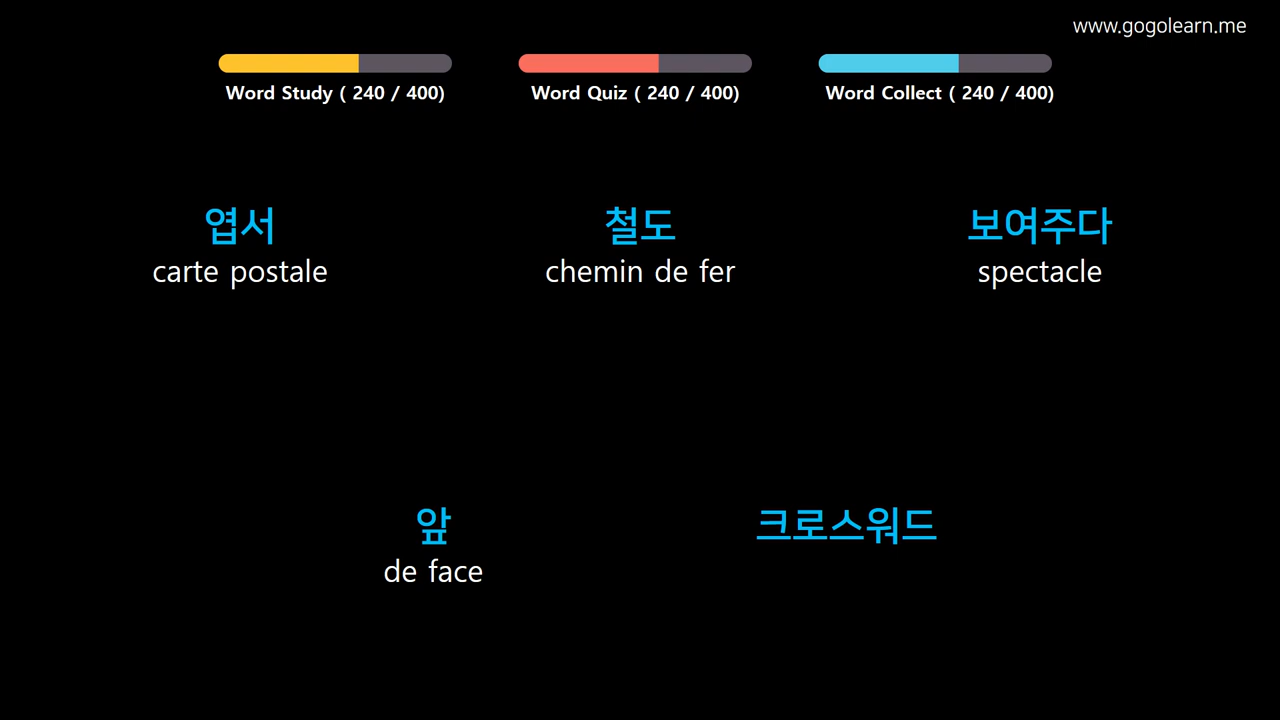 www.gogolearn.me
Word Study ( 240 / 400)
Word Quiz ( 240 / 400)
Word Collect ( 240 / 400)
엽서
carte postale
철도
chemin de fer
보여주다
spectacle
앞
de face
크로스워드